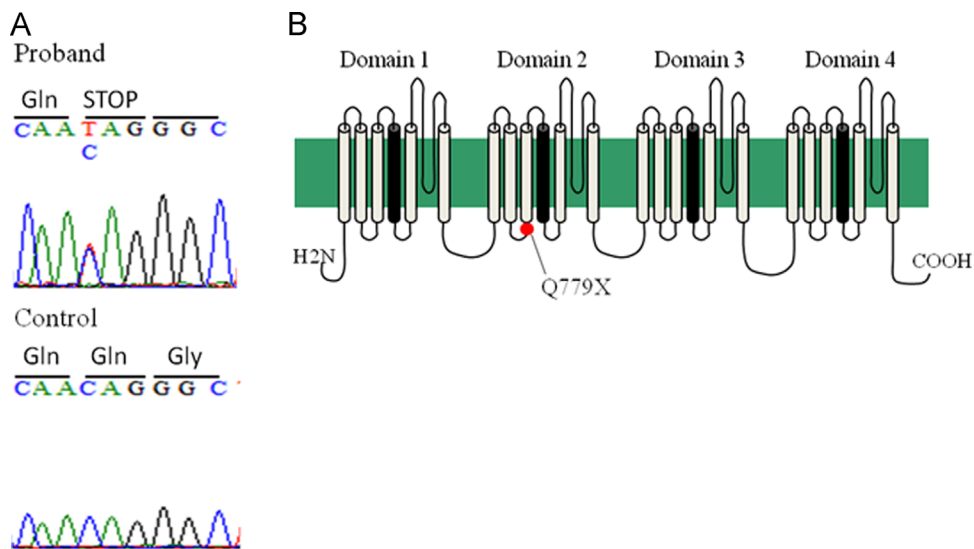 A
Proband
Gln STOP
CAATAGGGC
C
Control
Gln Gln Gly
CAACAGGGC
B
Domain 1 Domain 2 Domain 3 Domain 4
H2N
COOH
Q779X